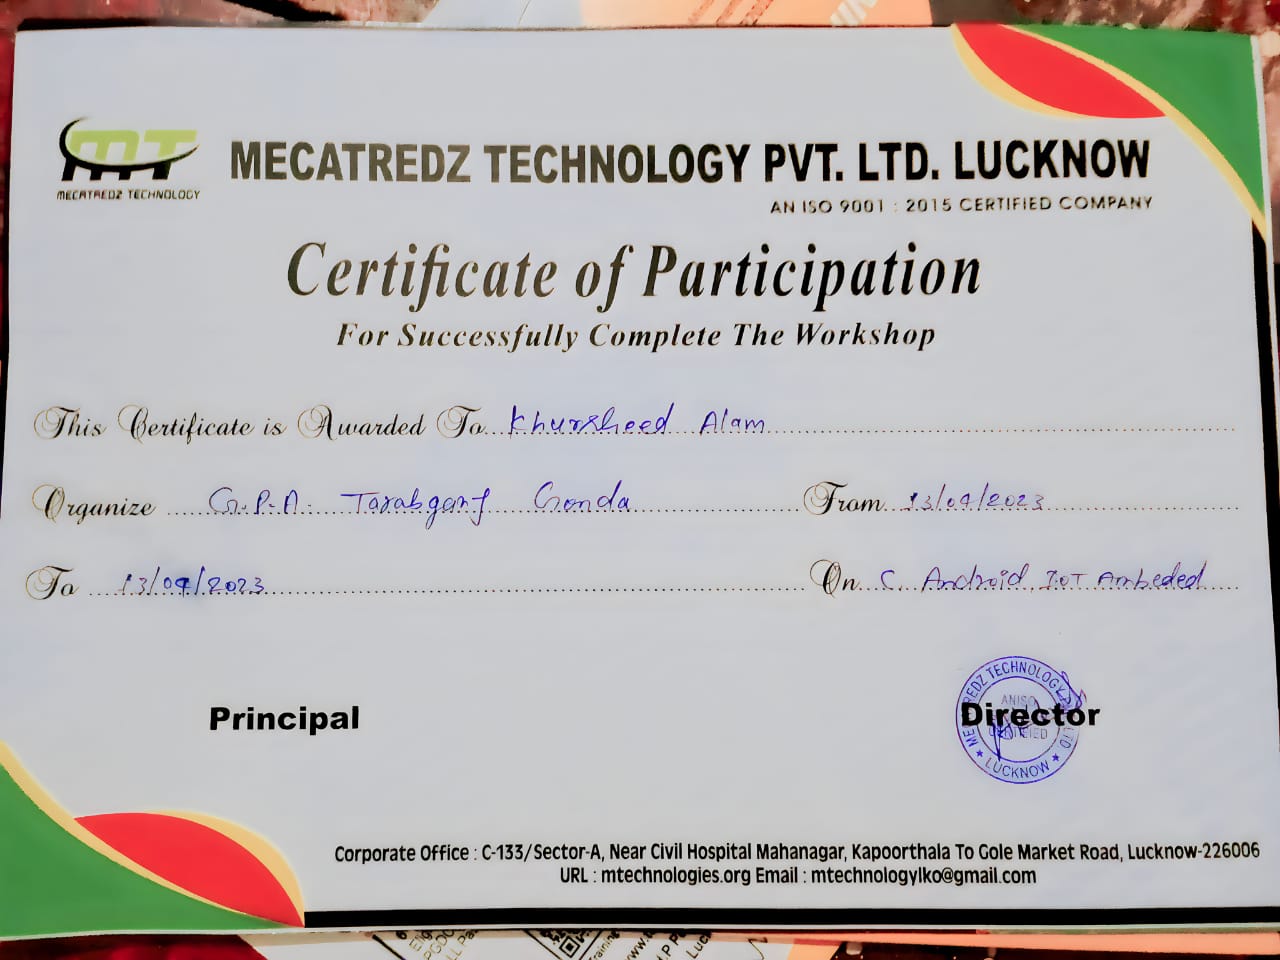 MT
MECATREDZ TECHNOLOGY
MECATREDZ TECHNOLOGY PVT. LTD. LUCKNOW
AN ISO 9001 : 2015 CERTIFIED COMPANY
Certificate of Participation
For Successfully Complete The Workshop
This Certificate is Awarded To Khursheed Alam
Organize G.P.A. Tarabganj Gonda From 13/04/2023
To 13/04/2023 On C, Android, IOT Ambeded
Principal
Director
MECATREDZ TECHNOLOGY PVT LTD
AN ISO
CERTIFIED
★ LUCKNOW ★
Corporate Office : C-133/Sector-A, Near Civil Hospital Mahanagar, Kapoorthala To Gole Market Road, Lucknow-226006
URL : mtechnologies.org Email : mtechnologylko@gmail.com